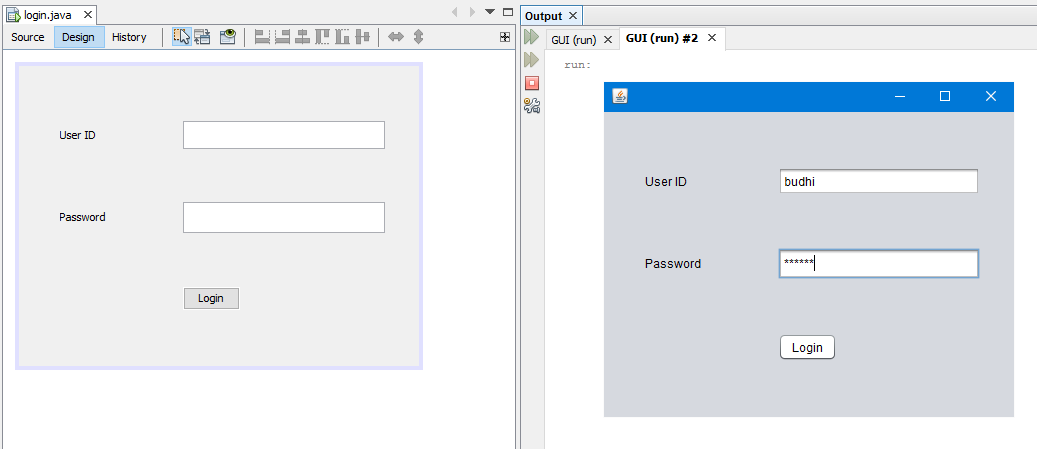 login.java
Source Design History
User ID
Password
Login
Output
GUI (run) GUI (run) #2
run:
User ID budhi
Password ******
Login